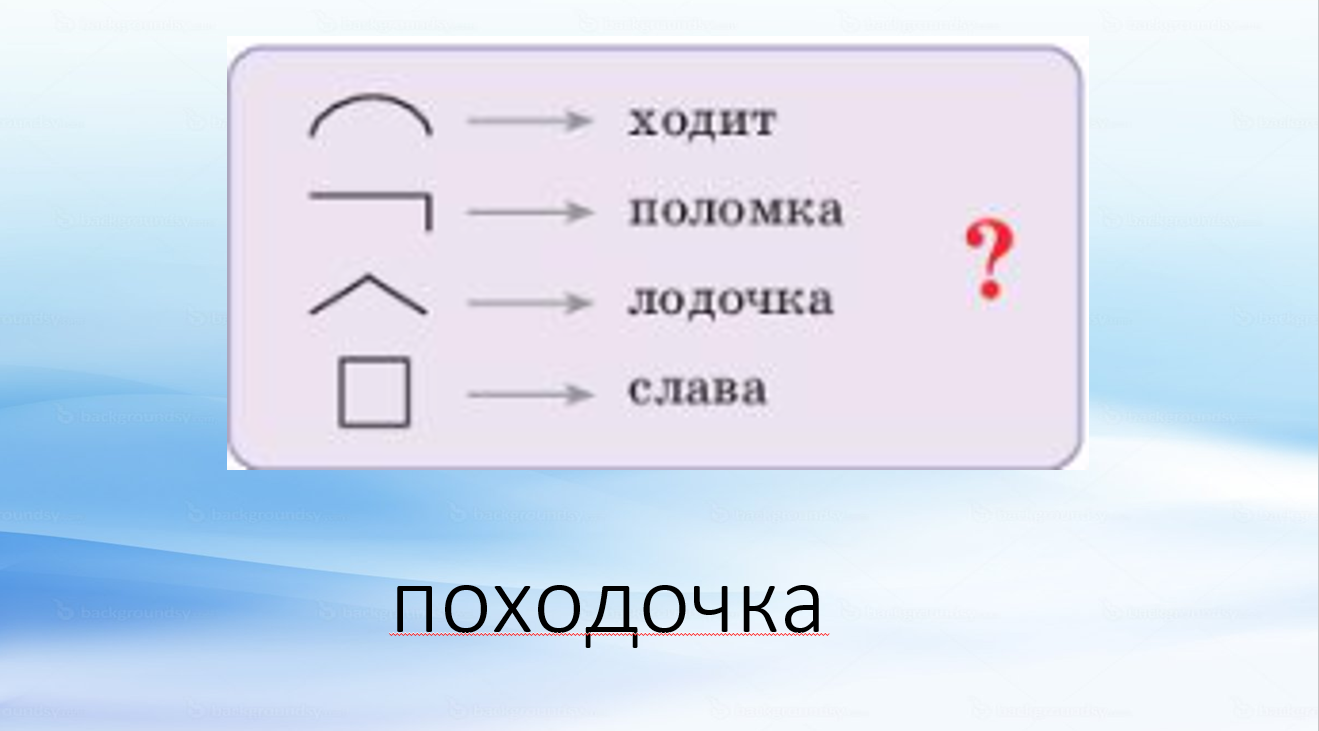 ходит
поломка
?
лодочка
слава
походочка